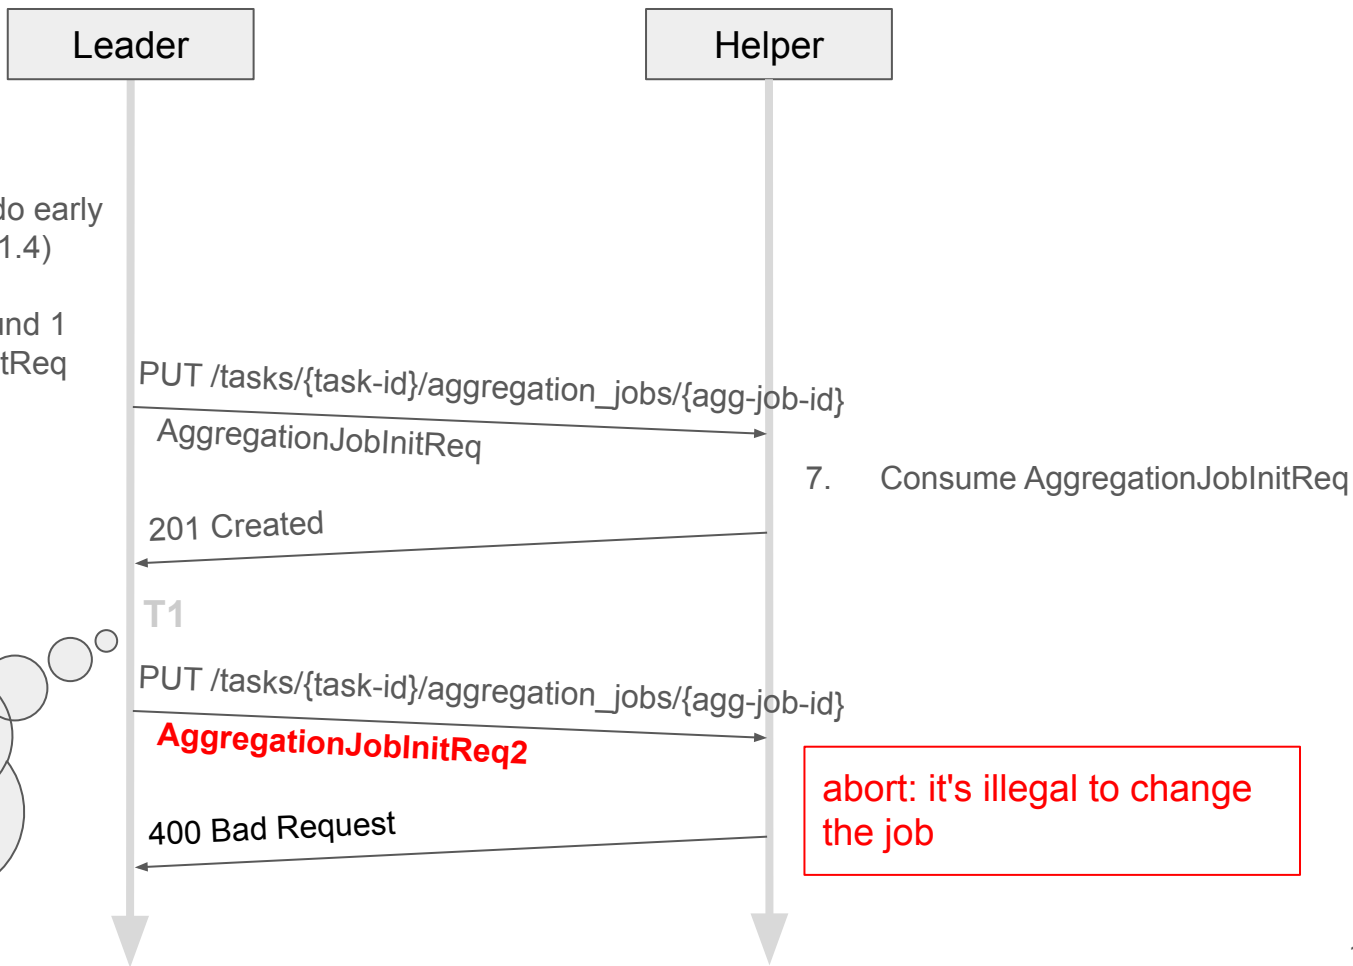 Leader
Helper
do early
1.4)
und 1
tReq
PUT /tasks/{task-id}/aggregation_jobs/{agg-job-id}
AggregationJobInitReq
7. Consume AggregationJobInitReq
201 Created
T1
PUT /tasks/{task-id}/aggregation_jobs/{agg-job-id}
AggregationJobInitReq2
abort: it's illegal to change
the job
400 Bad Request